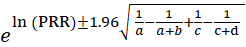 e^{ln (PRR)±1.96√(1/a − 1/(a+b) + 1/c − 1/(c+d))}